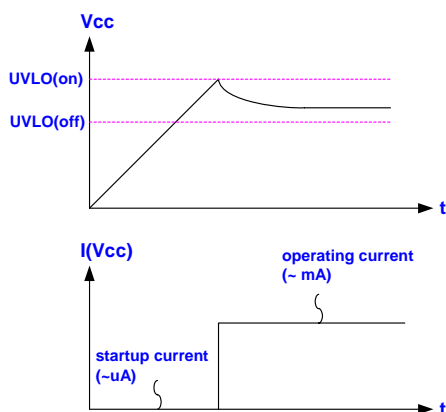 Vcc
UVLO(on)
UVLO(off)
t
I(Vcc)
operating current
(~ mA)
startup current
(~uA)
t